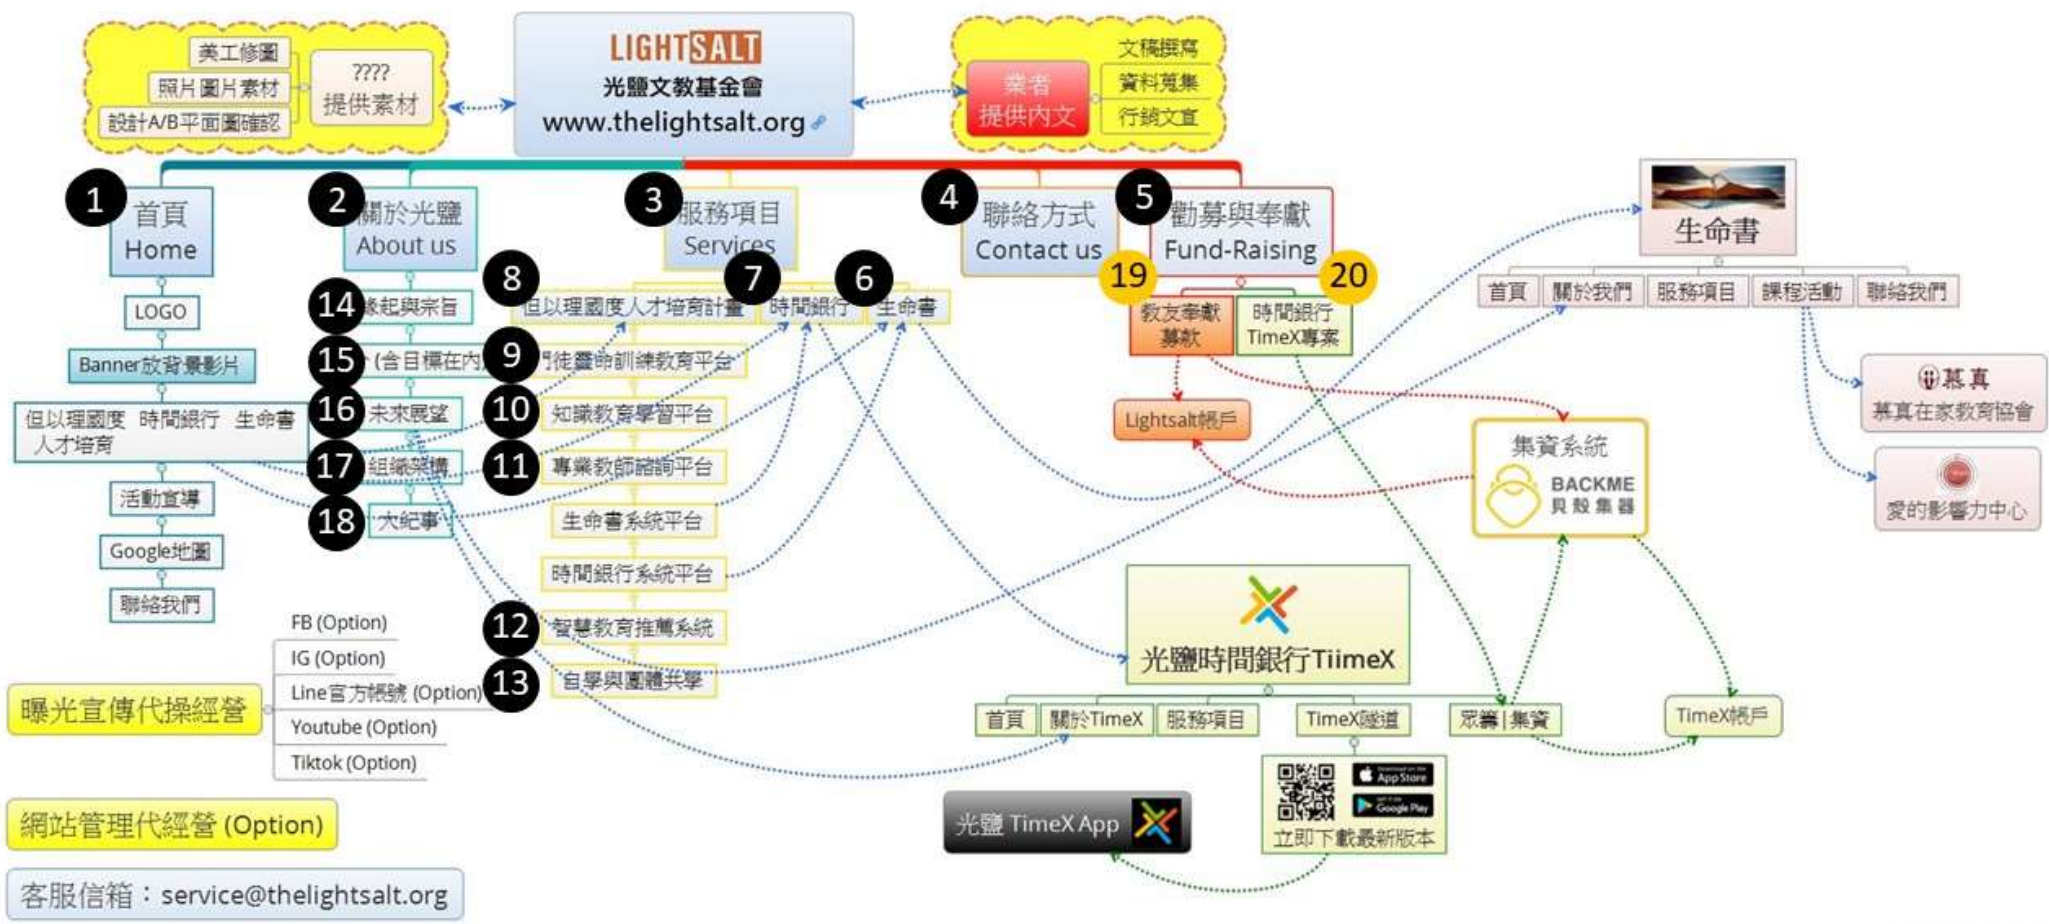 美工修圖
照片圖片素材
設計A/B平面圖確認
????
提供素材
LIGHTSALT
光鹽文教基金會
www.thelightsalt.org
業者
提供內文
文稿撰寫
資料蒐集
行銷文宣
1
首頁
Home
2
關於光鹽
About us
3
服務項目
Services
4
聯絡方式
Contact us
5
勸募與奉獻
Fund-Raising
LOGO
Banner放背景影片
但以理國度 時間銀行 生命書
人才培育
活動宣導
Google地圖
聯絡我們
14
緣起與宗旨
15
(含目標在內
16
未來展望
17
組織架構
18
大紀事
8
但以理國度人才培育計畫
7
時間銀行
6
生命書
9
門徒靈命訓練教育平台
10
知識教育學習平台
11
專業教師諮詢平台
生命書系統平台
時間銀行系統平台
12
智慧教育推薦系統
13
自學與團體共學
19
教友奉獻
募款
20
時間銀行
TimeX專案
Lightsalt帳戶
生命書
首頁
關於我們
服務項目
課程活動
聯絡我們
慕真
慕真在家教育協會
愛的影響力中心
集資系統
BACKME
貝殼集器
光鹽時間銀行TiimeX
首頁
關於TimeX
服務項目
TimeX隧道
眾籌|集資
TimeX帳戶
App Store
Google Play
立即下載最新版本
光鹽 TimeX App
曝光宣傳代操經營
FB (Option)
IG (Option)
Line官方帳號 (Option)
Youtube (Option)
Tiktok (Option)
網站管理代經營 (Option)
客服信箱：service@thelightsalt.org